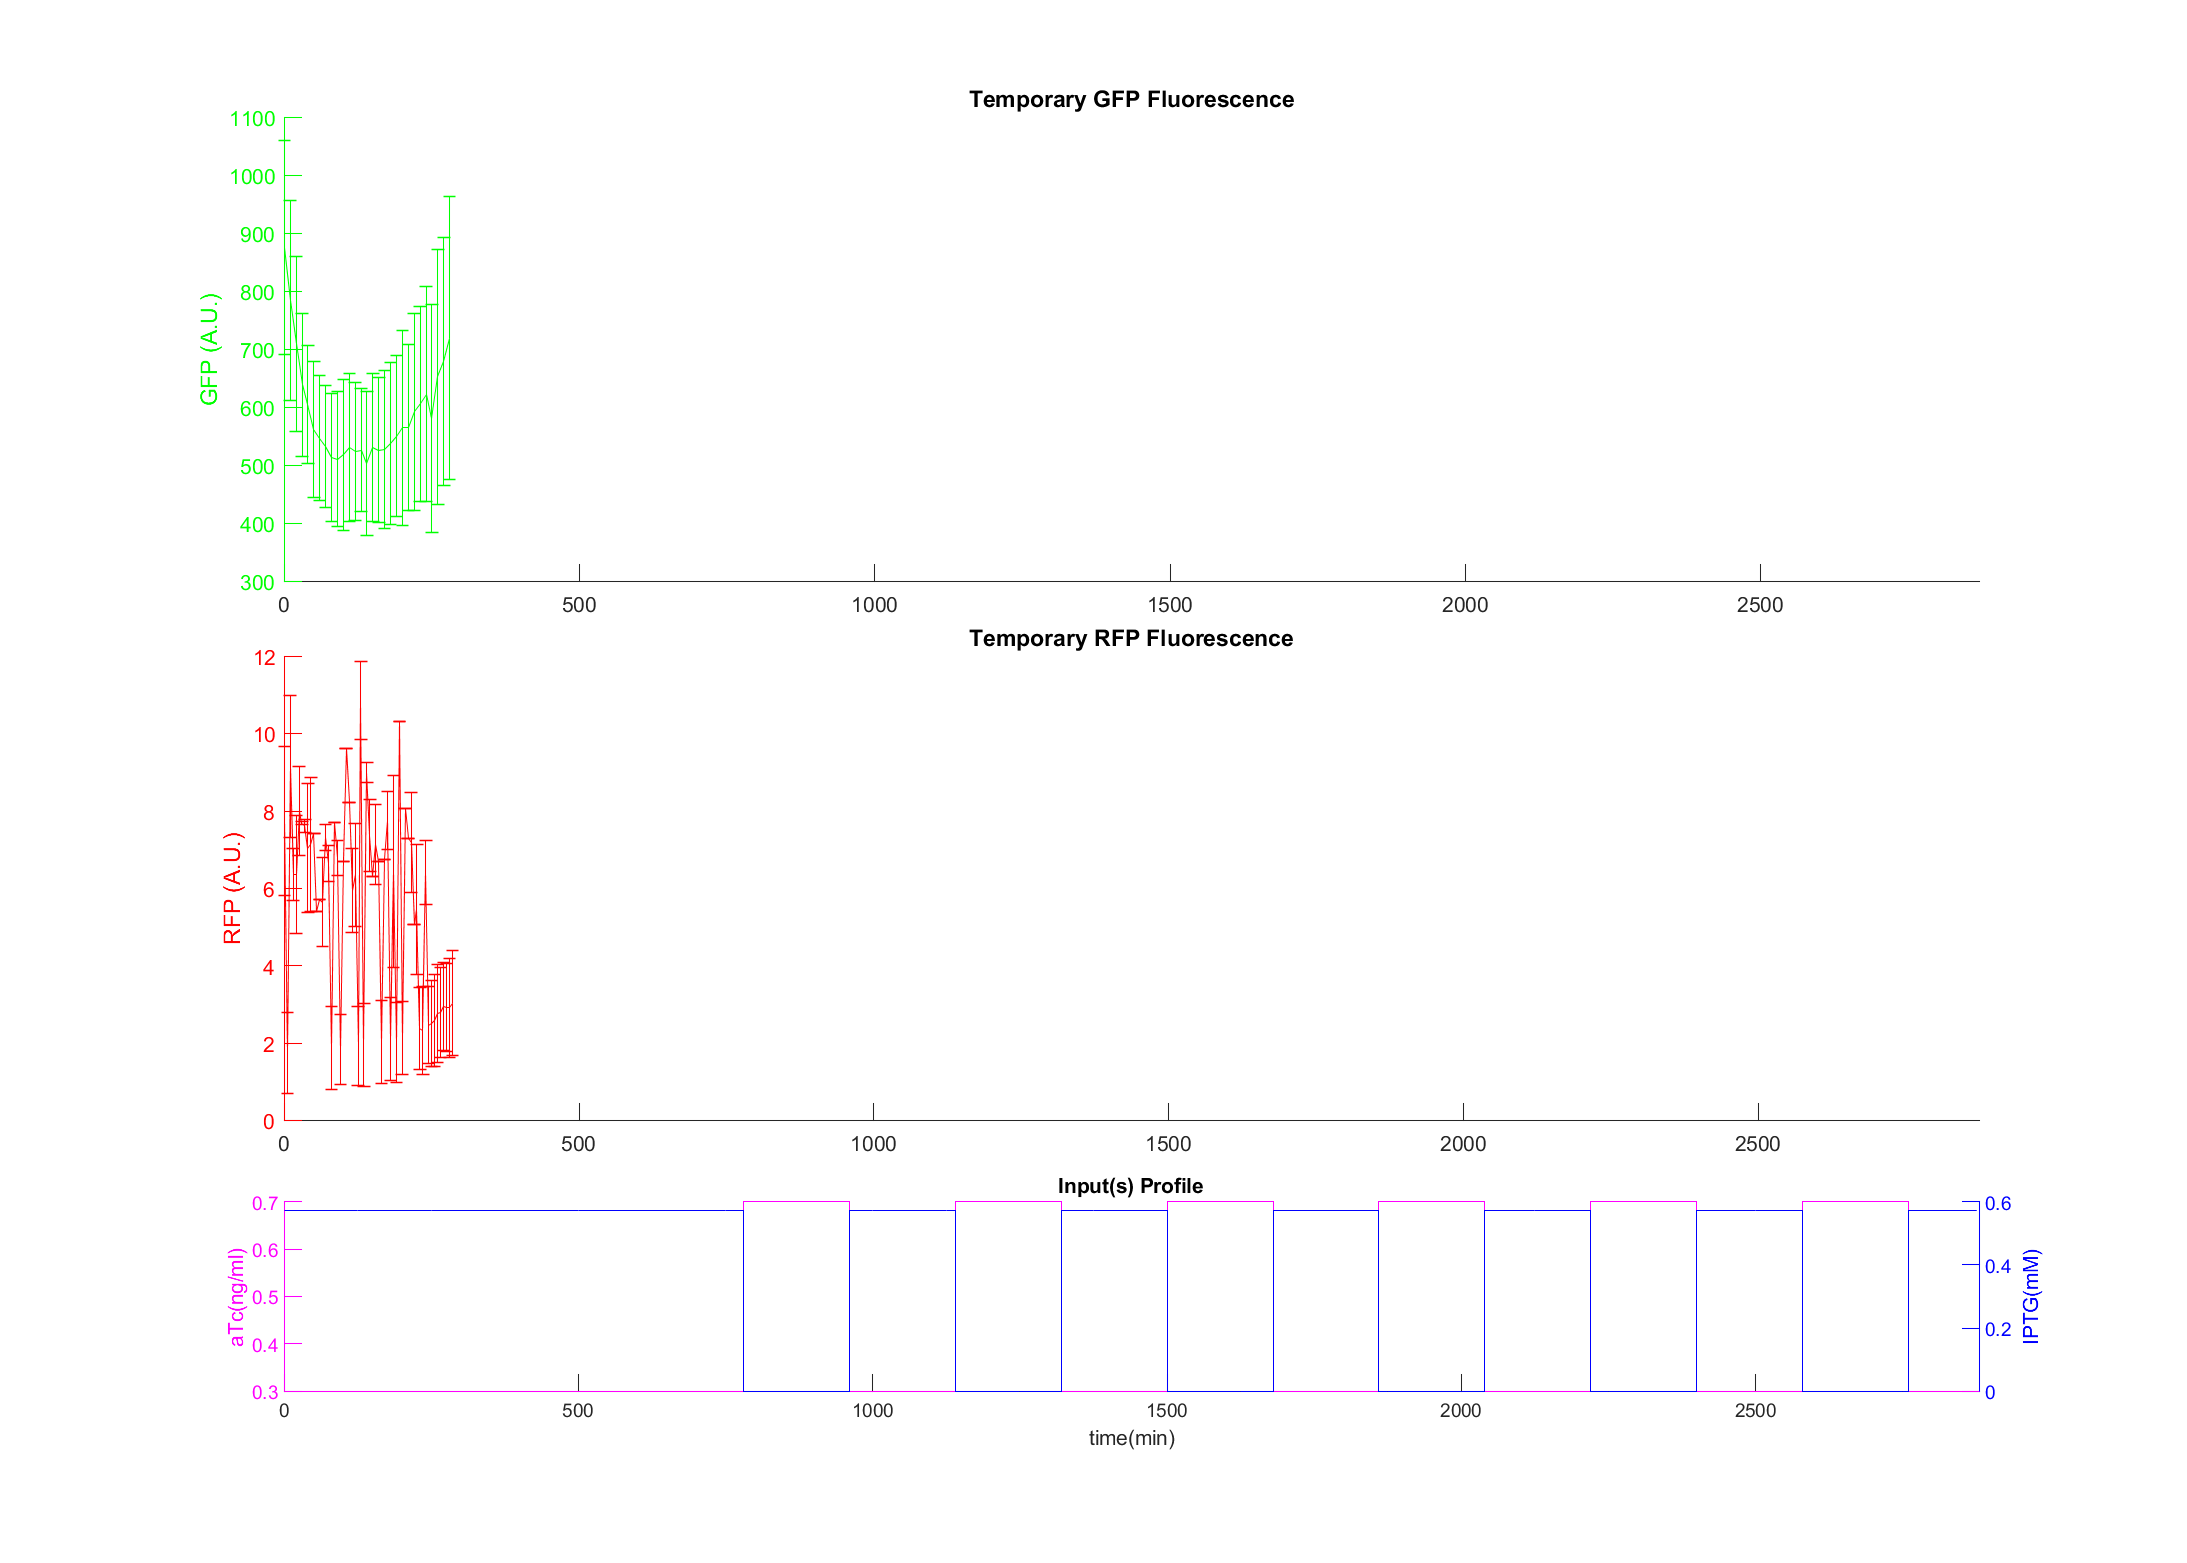 Temporary GFP Fluorescence
1100
1000
900
800
700
600
500
400
300
GFP (A.U.)
0 500 1000 1500 2000 2500
Temporary RFP Fluorescence
12
10
8
6
4
2
0
RFP (A.U.)
0 500 1000 1500 2000 2500
Input(s) Profile
0.7
0.6
0.5
0.4
0.3
aTc(ng/ml)
0.6
0.4
0.2
0
IPTG(mM)
0 500 1000 1500 2000 2500
time(min)